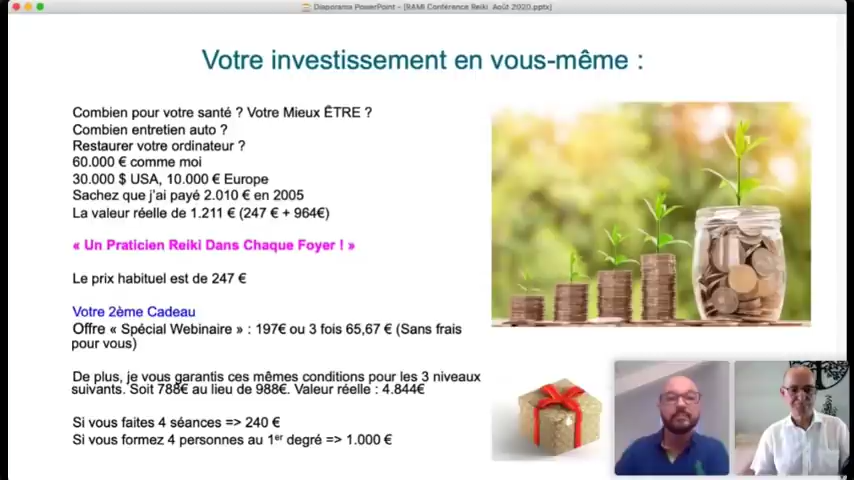 Diaporama PowerPoint - [RAMI Conférence Reiki Août 2020.pptx]
Votre investissement en vous-même :
Combien pour votre santé ? Votre Mieux ÊTRE ?
Combien entretien auto ?
Restaurer votre ordinateur ?
60.000 € comme moi
30.000 $ USA, 10.000 € Europe
Sachez que j'ai payé 2.010 € en 2005
La valeur réelle de 1.211 € (247 € + 964€)
« Un Praticien Reiki Dans Chaque Foyer ! »
Le prix habituel est de 247 €
Votre 2ème Cadeau
Offre « Spécial Webinaire » : 197€ ou 3 fois 65,67 € (Sans frais
pour vous)
De plus, je vous garantis ces mêmes conditions pour les 3 niveaux
suivants. Soit 788€ au lieu de 988€. Valeur réelle : 4.844€
Si vous faites 4 séances => 240 €
Si vous formez 4 personnes au 1er degré => 1.000 €